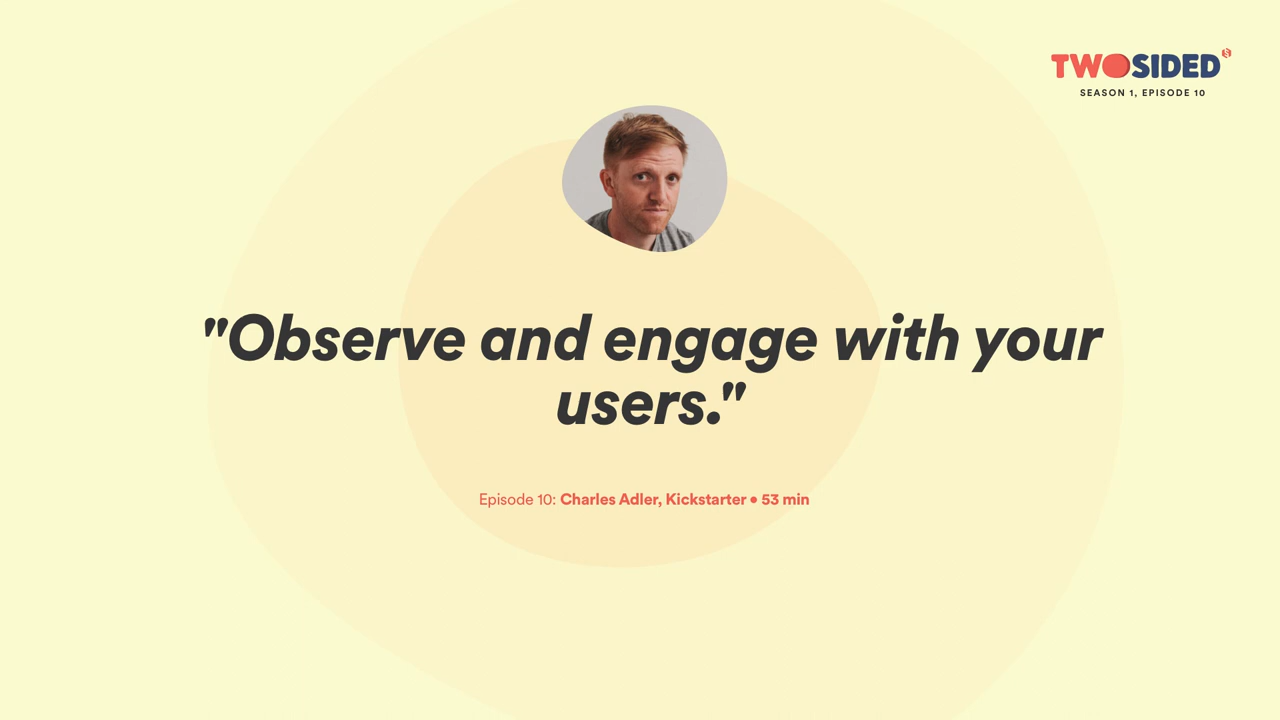 TWOSIDED
SEASON 1, EPISODE 10
"Observe and engage with your
users."
Episode 10: Charles Adler, Kickstarter • 53 min